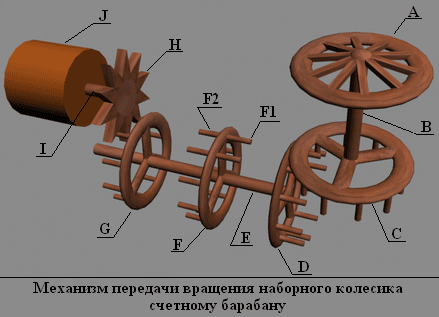 A
J
H
F2
F1
B
I
G
F
E
D
C
Механизм передачи вращения наборного колесика
счетному барабану